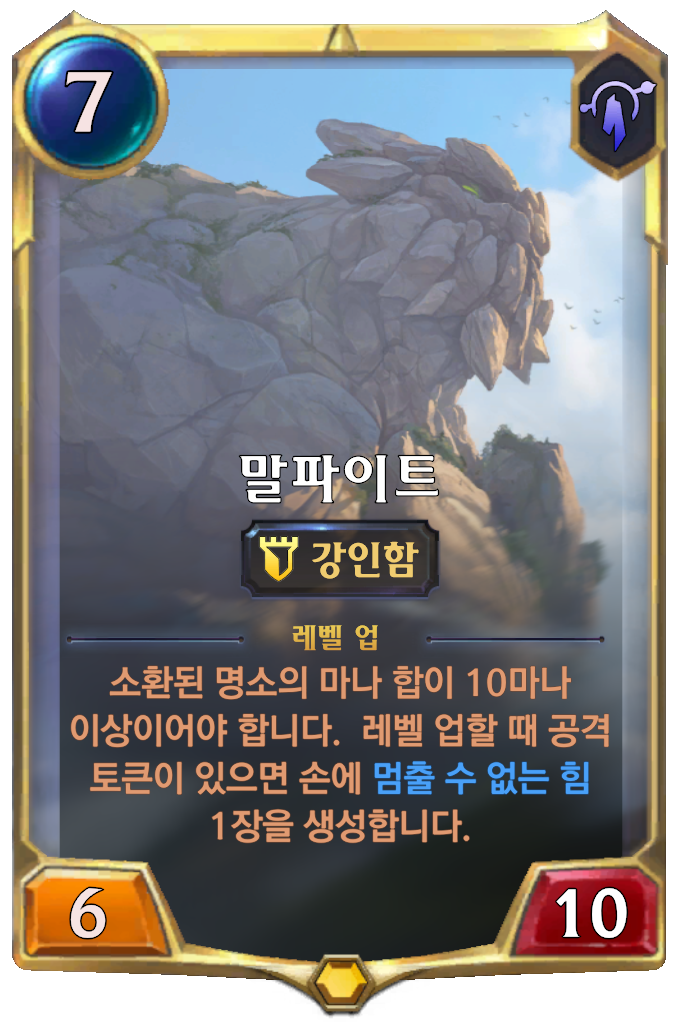 7
말파이트
강인함
레벨 업
소환된 명소의 마나 합이 10마나
이상이어야 합니다. 레벨 업할 때 공격
토큰이 있으면 손에 멈출 수 없는 힘
1장을 생성합니다.
6
10